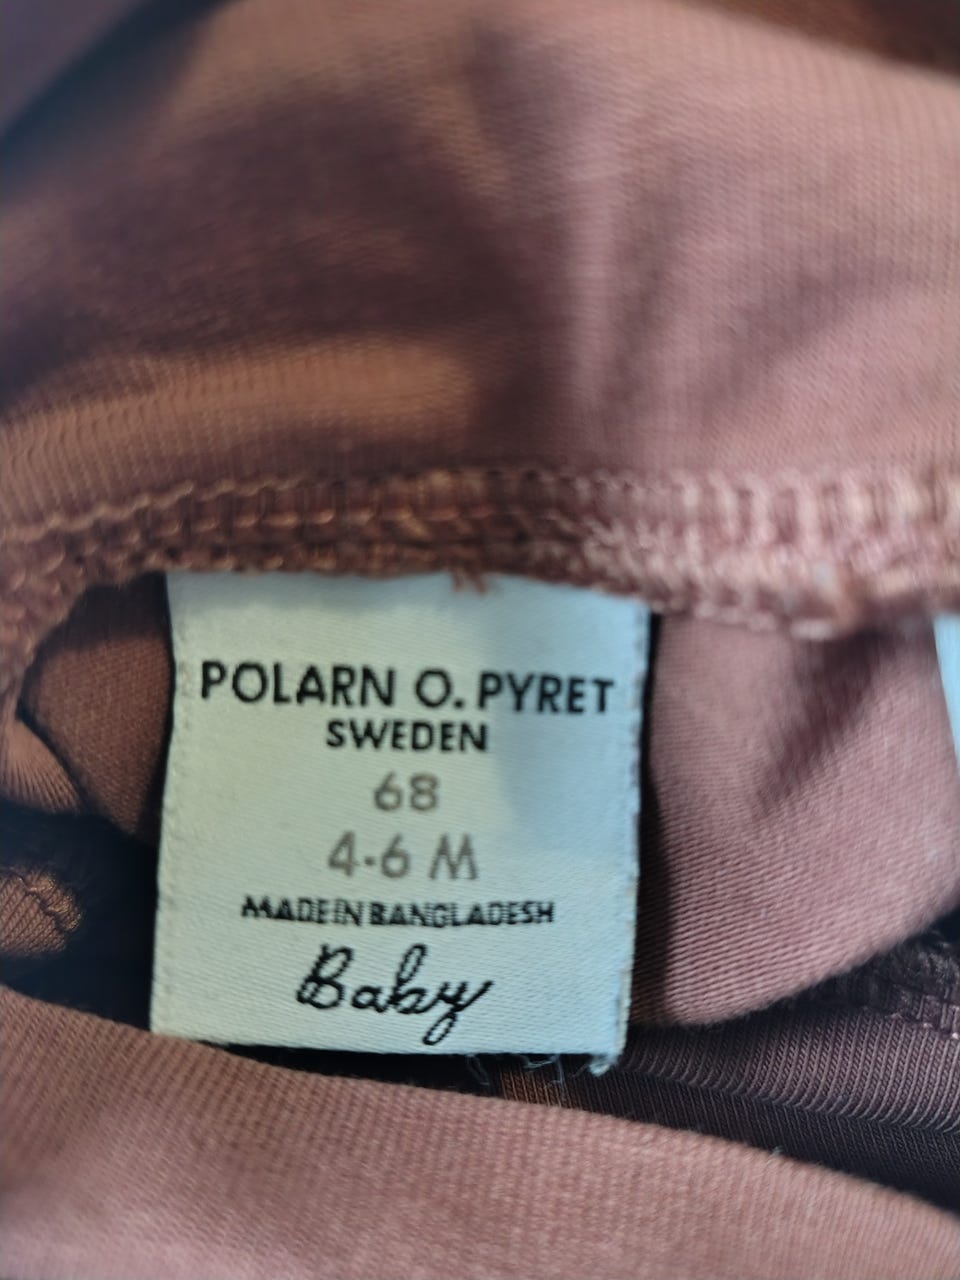 POLARN O. PYRET
SWEDEN
68
4-6 M
MADE IN BANGLADESH
Baby